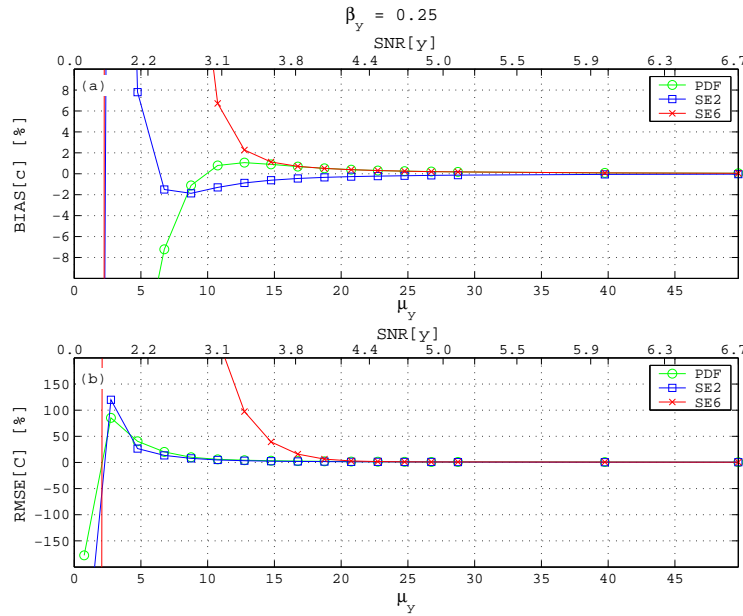 β_y = 0.25
SNR[y]
0.0 2.2 3.1 3.8 4.4 5.0 5.5 5.9 6.3 6.7
(a)
PDF
SE2
SE6
BIAS[c] [%]
8
6
4
2
0
−2
−4
−6
−8
0 5 10 15 20 25 30 35 40 45
μ_y
SNR[y]
0.0 2.2 3.1 3.8 4.4 5.0 5.5 5.9 6.3 6.7
(b)
PDF
SE2
SE6
RMSE[C] [%]
150
100
50
0
−50
−100
−150
0 5 10 15 20 25 30 35 40 45
μ_y